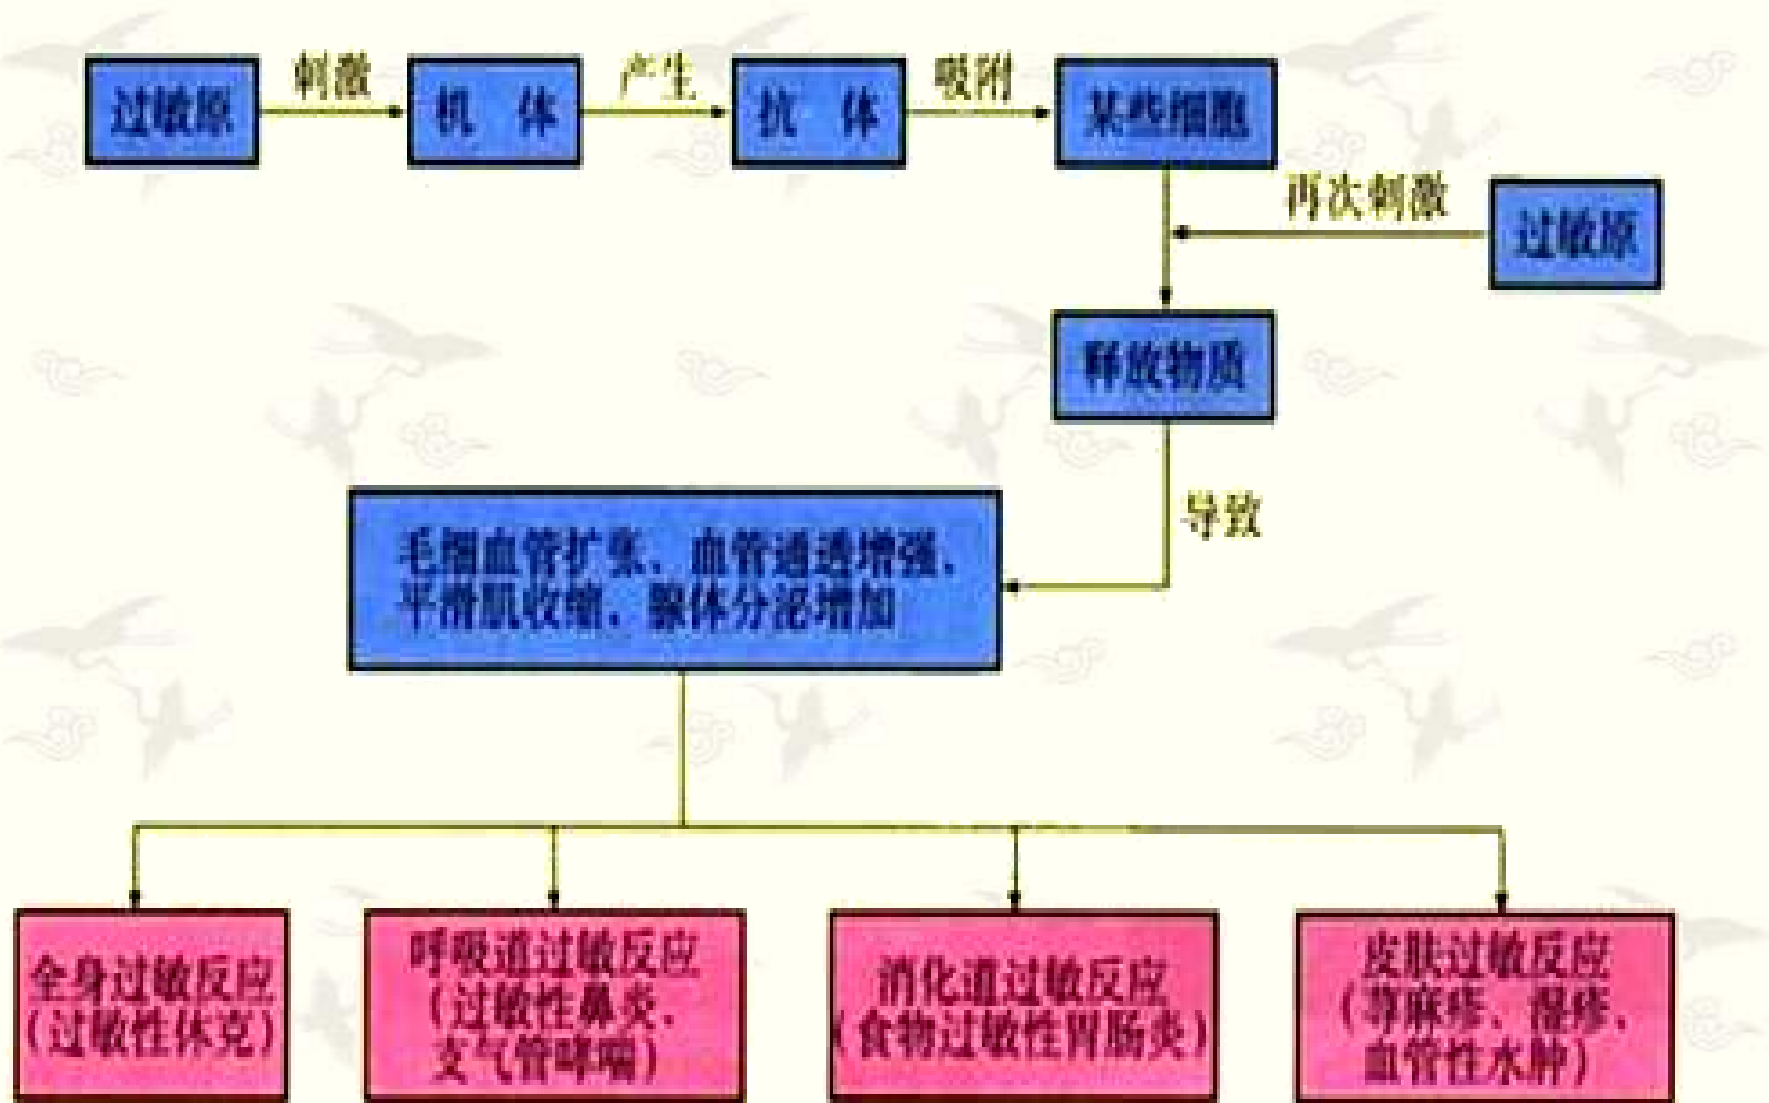 过敏原
刺激
机 体
产生
抗 体
吸附
某些细胞
再次刺激
过敏原
释放物质
导致
毛细血管扩张、血管通透增强、
平滑肌收缩、腺体分泌增加
全身过敏反应
（过敏性休克）
呼吸道过敏反应
（过敏性鼻炎、
支气管哮喘）
消化道过敏反应
（食物过敏性胃肠炎）
皮肤过敏反应
（荨麻疹、湿疹、
血管性水肿）